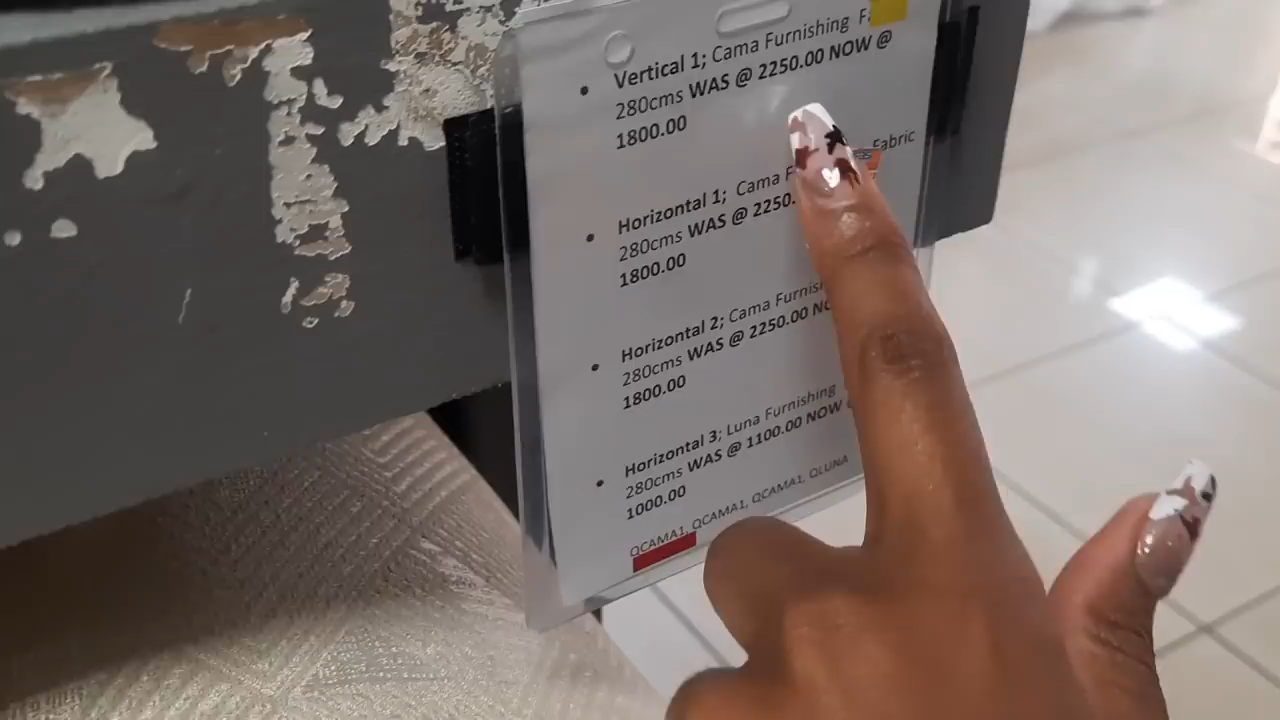 Vertical 1; Cama Furnishing
280cms WAS @ 2250.00 NOW @
1800.00
Horizontal 1; Cama Fabric
280cms WAS @ 2250.
1800.00
Horizontal 2; Cama
280cms WAS @ 2250.00
1800.00
Horizontal 3; Luna Furnishing
280cms WAS @ 1100.00 NOW
1000.00
QCAMA1, QCAMA1, QCAMA1, QLUNA